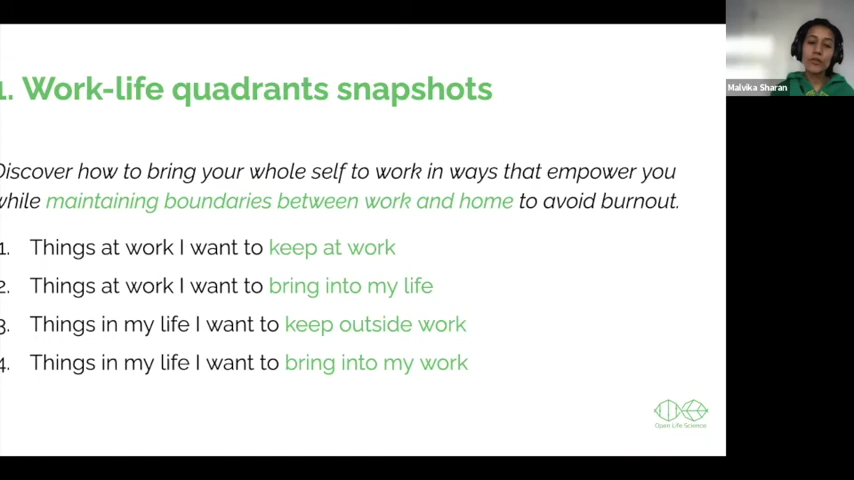 1. Work-life quadrants snapshots
Malvika Sharan
Discover how to bring your whole self to work in ways that empower you
while maintaining boundaries between work and home to avoid burnout.
1. Things at work I want to keep at work
2. Things at work I want to bring into my life
3. Things in my life I want to keep outside work
4. Things in my life I want to bring into my work
Open Life Science